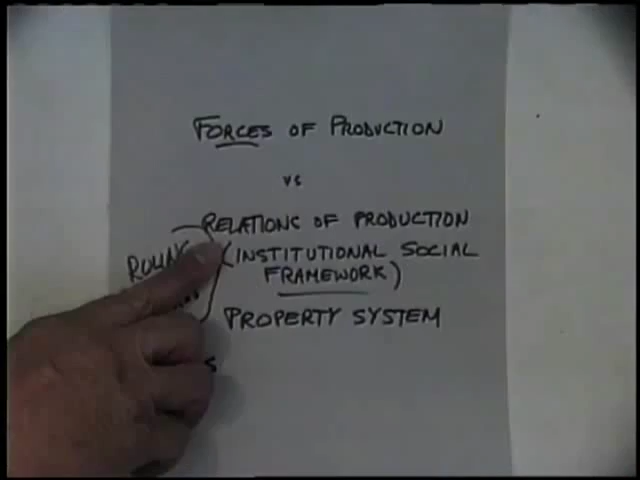 FORCES OF PRODUCTION
vs
RELATIONS OF PRODUCTION
(INSTITUTIONAL SOCIAL
FRAMEWORK)
PROPERTY SYSTEM